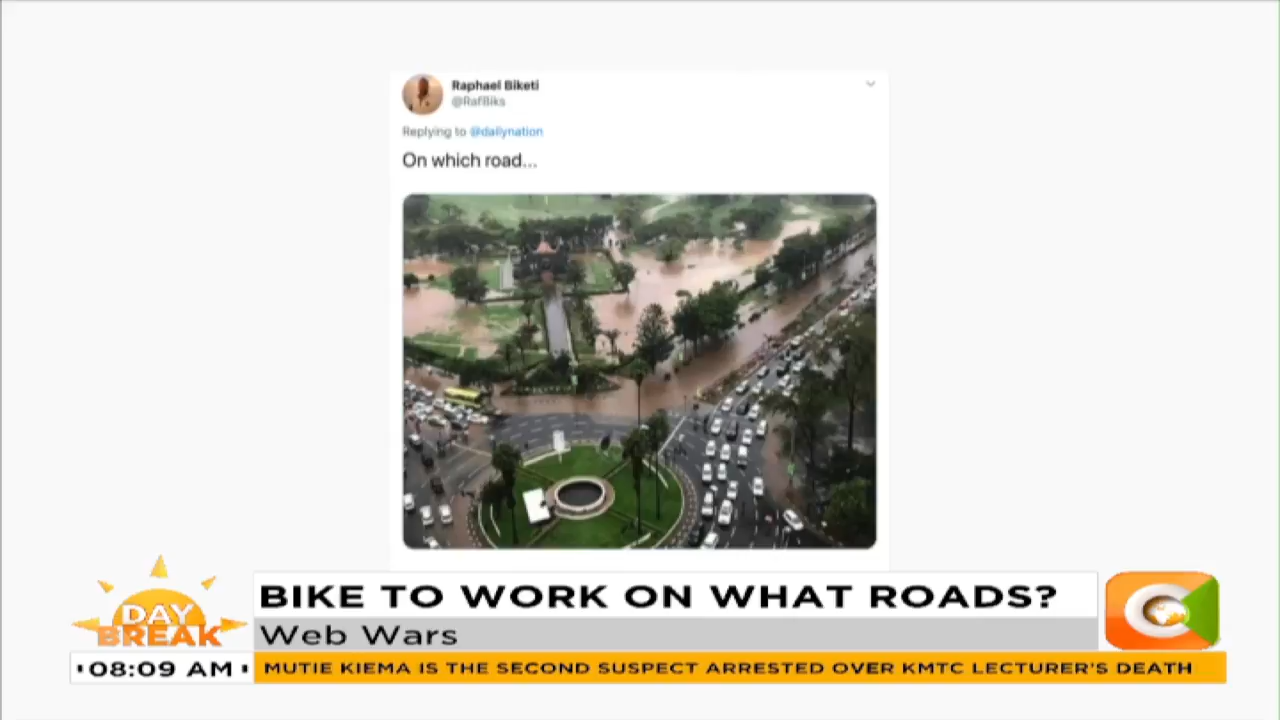 Raphael Biketi
@RafBiks
Replying to @dailynation
On which road...
BIKE TO WORK ON WHAT ROADS?
DAY
BREAK
Web Wars
08:09 AM
MUTIE KIEMA IS THE SECOND SUSPECT ARRESTED OVER KMTC LECTURER'S DEATH